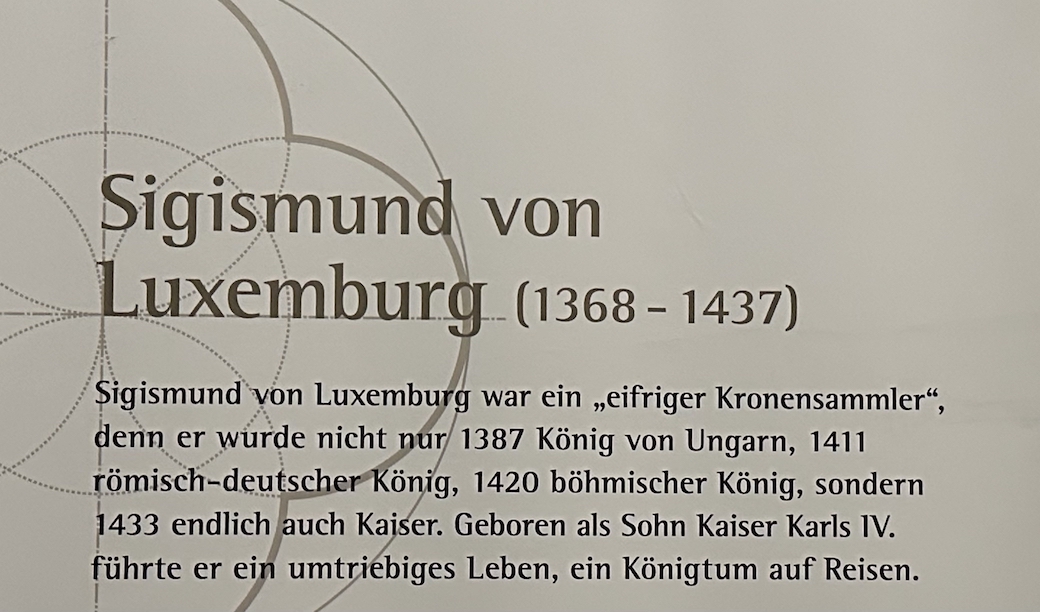 Sigismund von
Luxemburg (1368 – 1437)
Sigismund von Luxemburg war ein „eifriger Kronensammler“,
denn er wurde nicht nur 1387 König von Ungarn, 1411
römisch-deutscher König, 1420 böhmischer König, sondern
1433 endlich auch Kaiser. Geboren als Sohn Kaiser Karls IV.
führte er ein umtriebiges Leben, ein Königtum auf Reisen.